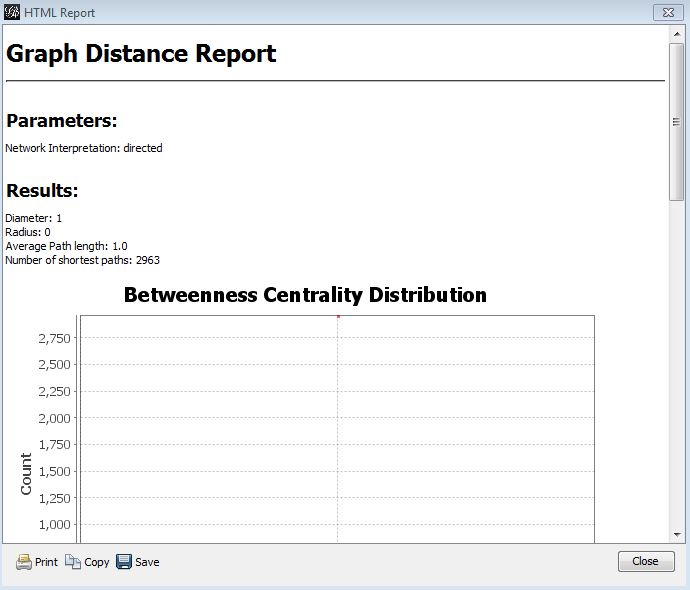 HTML Report
Graph Distance Report
Parameters:
Network Interpretation: directed
Results:
Diameter: 1
Radius: 0
Average Path length: 1.0
Number of shortest paths: 2963
Betweenness Centrality Distribution
2,750
2,500
2,250
2,000
1,750
1,500
1,250
1,000
Count
Print Copy Save Close